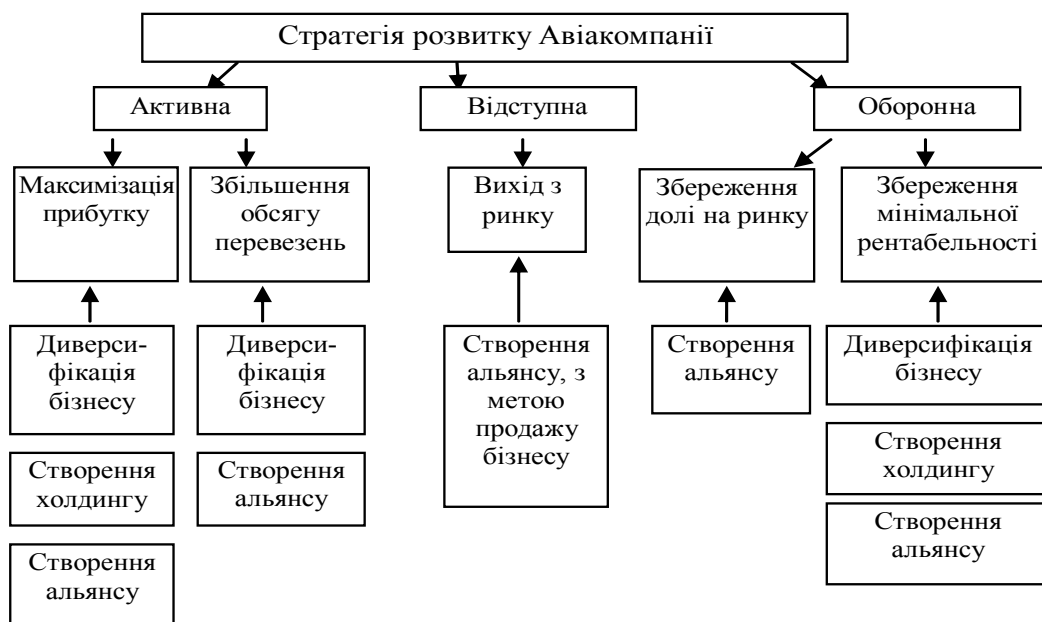 Стратегія розвитку Авіакомпанії
Активна
Відступна
Оборонна
Максимізація
прибутку
Збільшення
обсягу
перевезень
Вихід з
ринку
Збереження
долі на ринку
Збереження
мінімальної
рентабельності
Диверси-
фікація
бізнесу
Диверси-
фікація
бізнесу
Створення
альянсу, з
метою
продажу
бізнесу
Створення
альянсу
Диверсифікація
бізнесу
Створення
холдингу
Створення
альянсу
Створення
холдингу
Створення
альянсу
Створення
альянсу